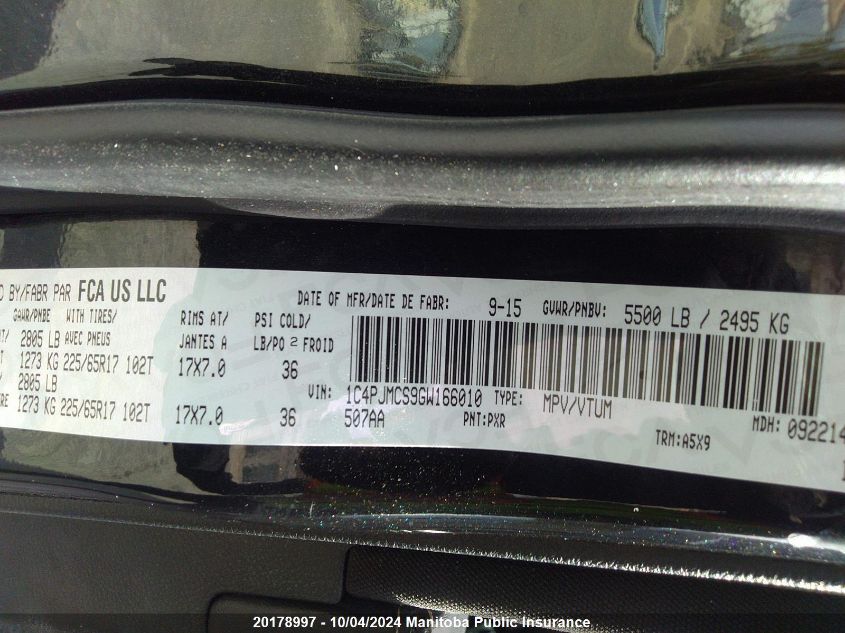 D BY/FABR PAR FCA US LLC
DATE OF MFR/DATE DE FABR: 9-15 GVWR/PNBV: 5500 LB / 2495 KG
GAWR/PNBE WITH TIRES/ RIMS AT/ PSI COLD/
2805 LB AVEC PNEUS JANTES A LB/PO² FROID
1273 KG 225/65R17 102T 17X7.0 36
2805 LB
1273 KG 225/65R17 102T 17X7.0 36
VIN: 1C4PJMCS9GW166010 TYPE: MPV/VTUM
507AA PNT:PXR TRM:A5X9 MDH: 092214
20178997 - 10/04/2024 Manitoba Public Insurance